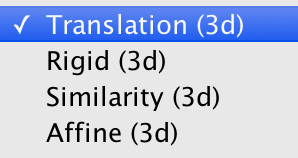 ✓ Translation (3d)
Rigid (3d)
Similarity (3d)
Affine (3d)